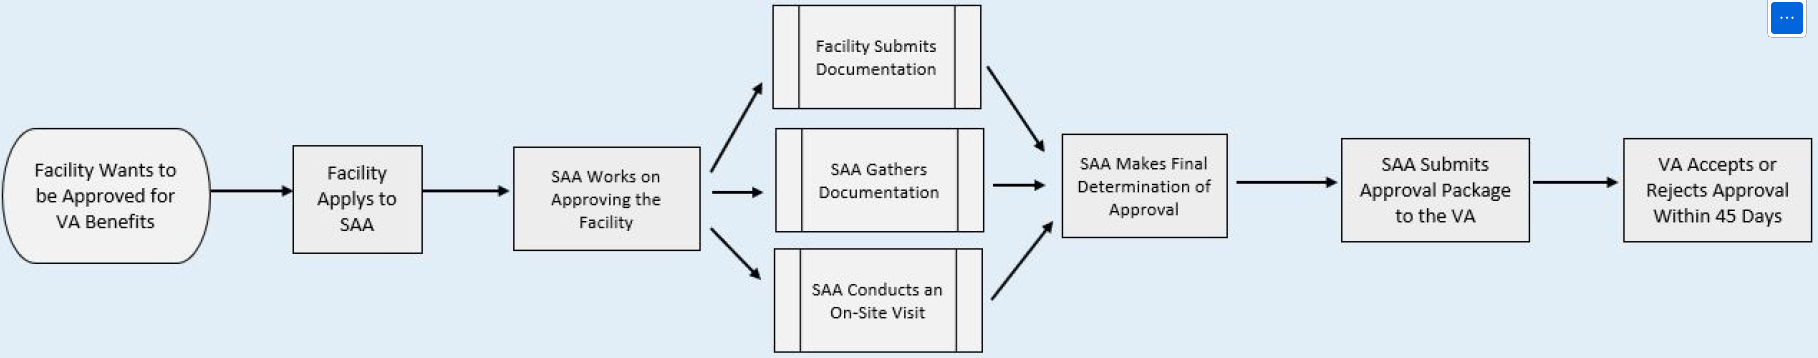 Facility Wants to
be Approved for
VA Benefits
Facility
Applys to
SAA
SAA Works on
Approving the
Facility
Facility Submits
Documentation
SAA Gathers
Documentation
SAA Conducts an
On-Site Visit
SAA Makes Final
Determination of
Approval
SAA Submits
Approval Package
to the VA
VA Accepts or
Rejects Approval
Within 45 Days